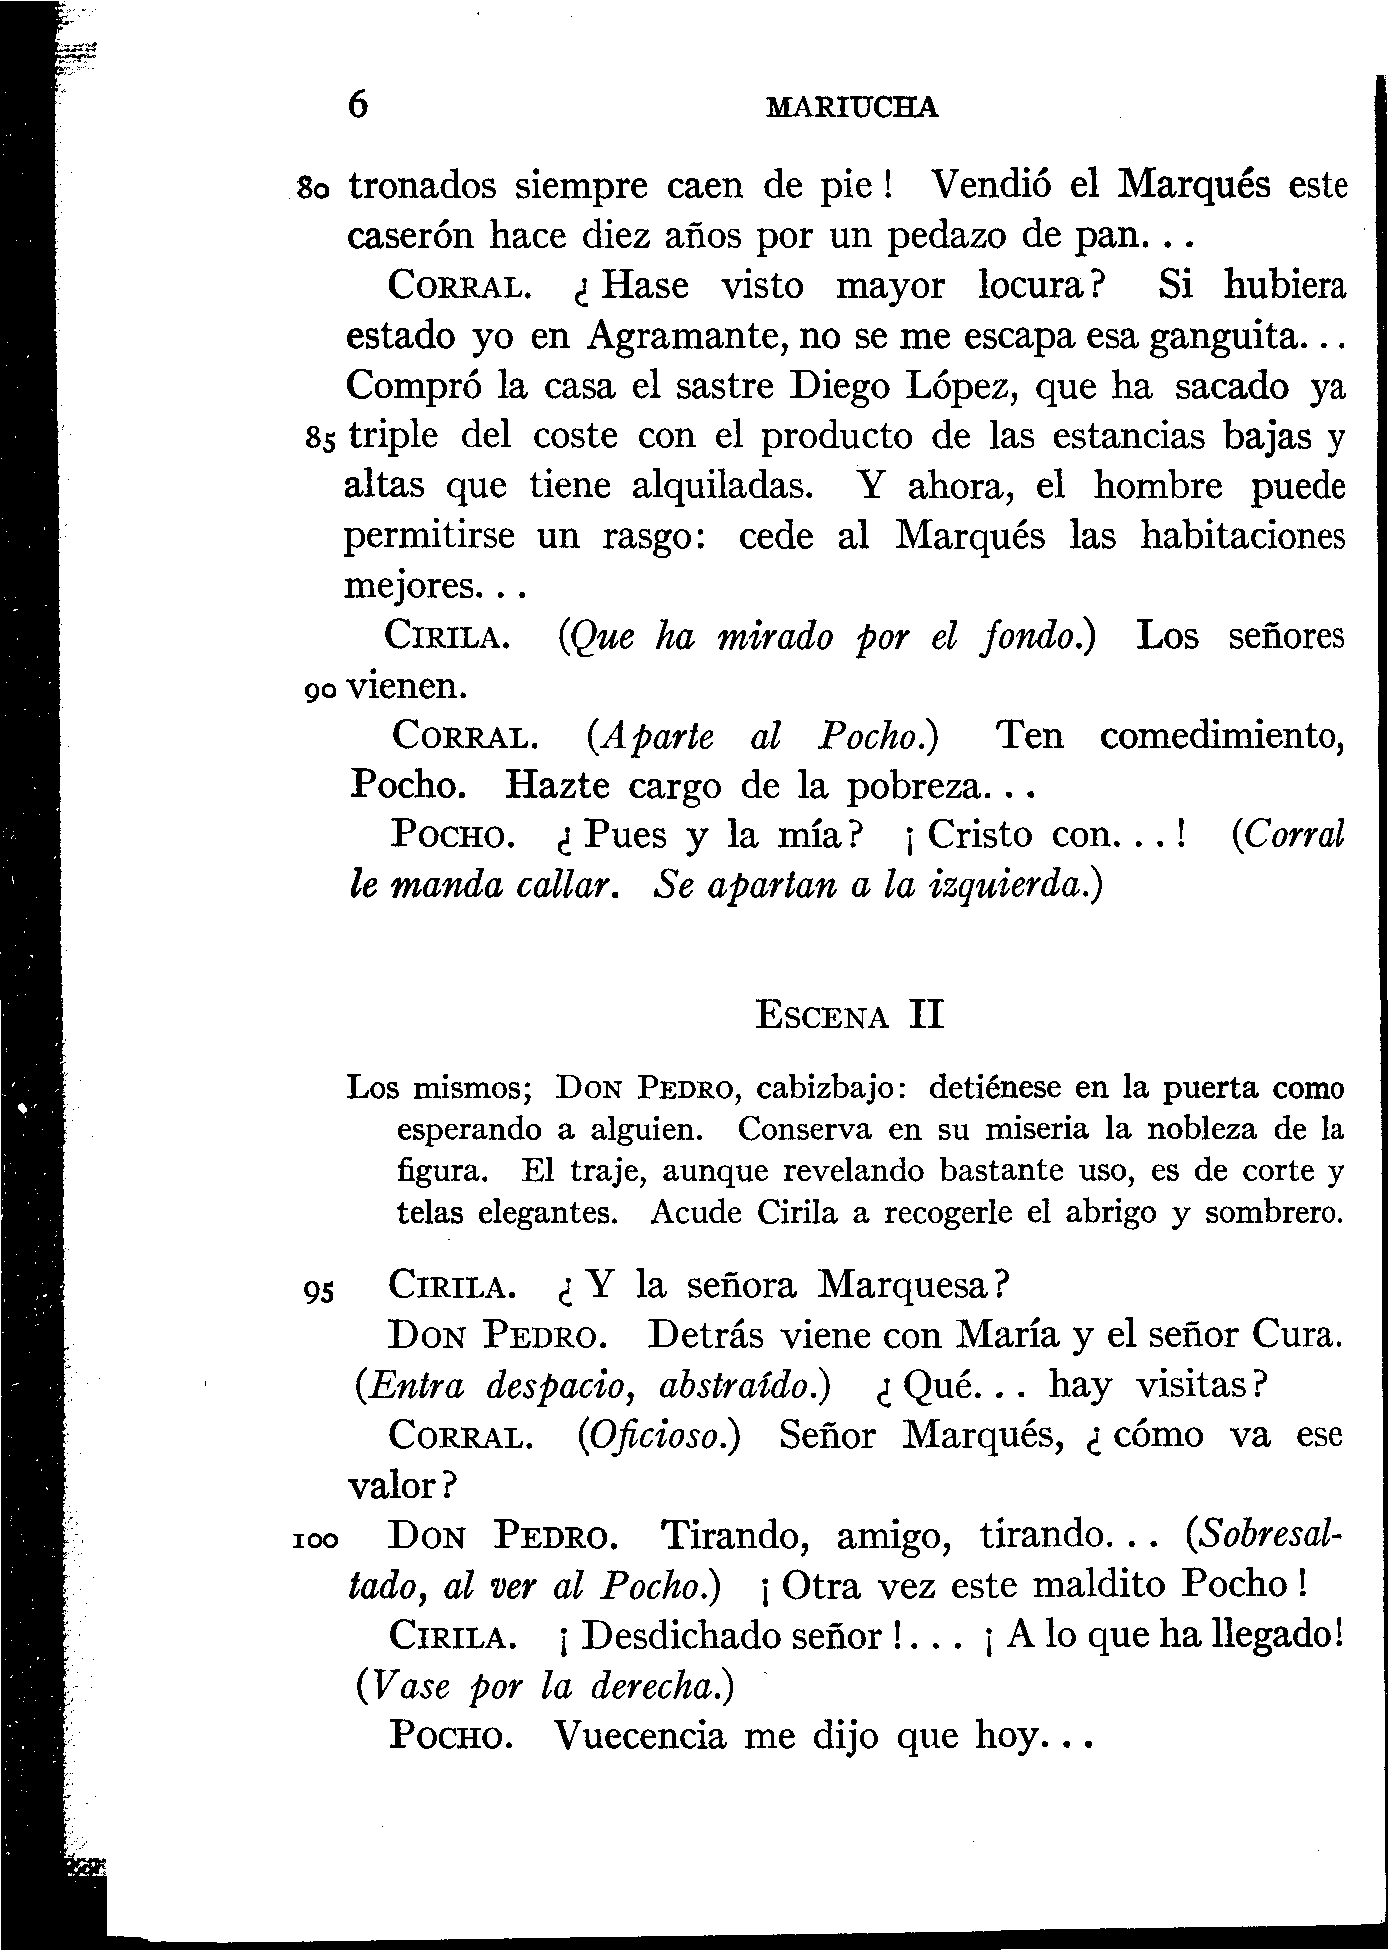 6 MARIUCHA
80 tronados siempre caen de pie! Vendió el Marqués este
caserón hace diez años por un pedazo de pan. . .
CORRAL. ¿Hase visto mayor locura? Si hubiera
estado yo en Agramante, no se me escapa esa ganguita. . .
Compró la casa el sastre Diego López, que ha sacado ya
85 triple del coste con el producto de las estancias bajas y
altas que tiene alquiladas. Y ahora, el hombre puede
permitirse un rasgo: cede al Marqués las habitaciones
mejores. . .
CIRILA. (Que ha mirado por el fondo.) Los señores
90 vienen.
CORRAL. (Aparte al Pocho.) Ten comedimiento,
Pocho. Hazte cargo de la pobreza. . .
POCHO. ¿Pues y la mía? ¡Cristo con. . .! (Corral
le manda callar. Se apartan a la izquierda.)
ESCENA II
Los mismos; DON PEDRO, cabizbajo: detiénese en la puerta como
esperando a alguien. Conserva en su miseria la nobleza de la
figura. El traje, aunque revelando bastante uso, es de corte y
telas elegantes. Acude Cirila a recogerle el abrigo y sombrero.
95 CIRILA. ¿Y la señora Marquesa?
DON PEDRO. Detrás viene con María y el señor Cura.
(Entra despacio, abstraído.) ¿Qué. . . hay visitas?
CORRAL. (Oficioso.) Señor Marqués, ¿cómo va ese
valor?
100 DON PEDRO. Tirando, amigo, tirando. . . (Sobresal-
tado, al ver al Pocho.) ¡Otra vez este maldito Pocho!
CIRILA. ¡Desdichado señor!. . . ¡A lo que ha llegado!
(Vase por la derecha.)
POCHO. Vuecencia me dijo que hoy. . .